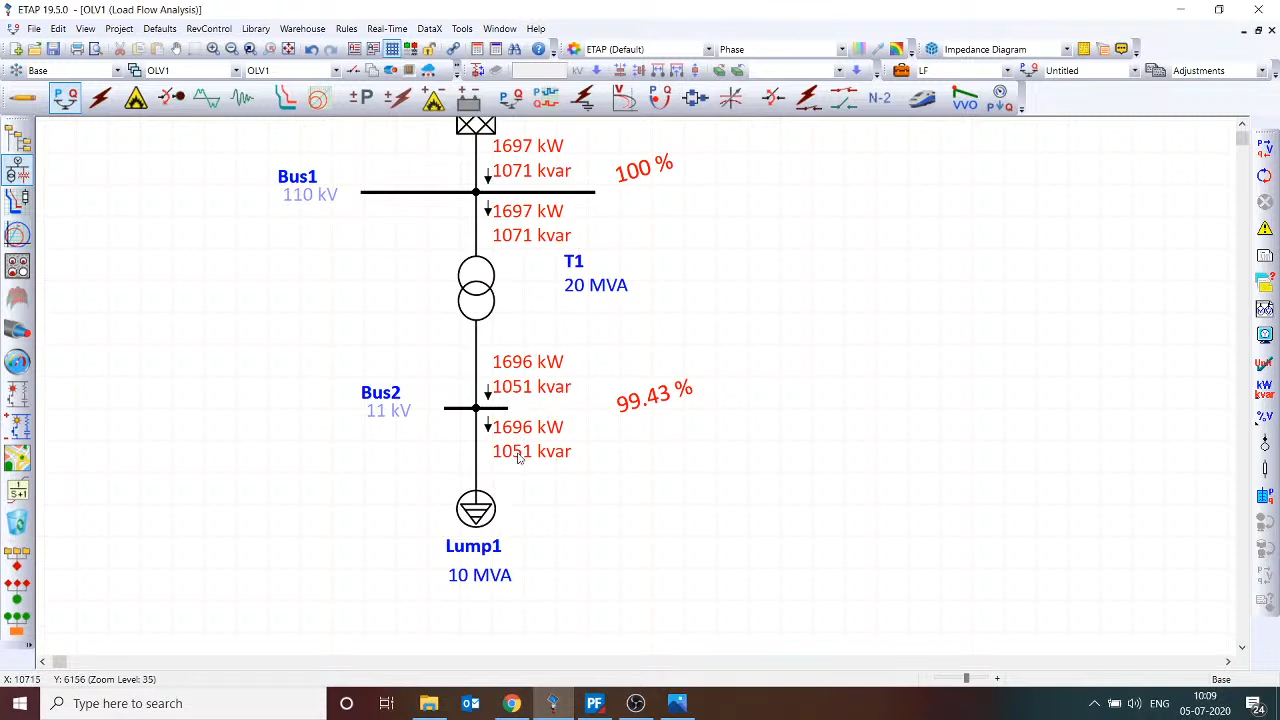 ETAP 19.5.0 - [OLV1 (Load Flow Analysis)]
File Edit View Project Defaults RevControl Library Warehouse Rules Real-Time DataX Tools Window Help
ETAP (Default) Phase Impedance Diagram
Base OLV1 OLV1 kV LF Untitled Adjustments
N-2 VVO
1697 kW
1071 kvar
100 %
Bus1
110 kV
1697 kW
1071 kvar
T1
20 MVA
1696 kW
1051 kvar
Bus2
11 kV
99.43 %
1696 kW
1051 kvar
Lump1
10 MVA
X: 10715 Y: 6156 (Zoom Level: 35) Base
Type here to search
10:09
05-07-2020
24